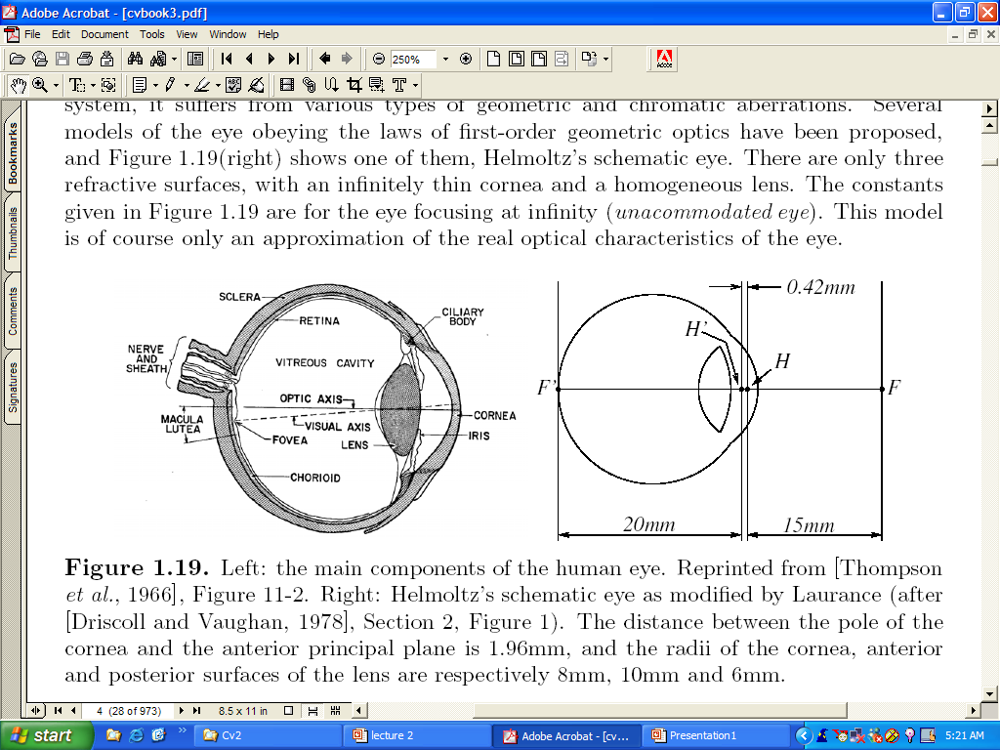 Adobe Acrobat - [cvbook3.pdf]
File Edit Document Tools View Window Help
250%
Adobe
Bookmarks
Thumbnails
Comments
Signatures
system, it suffers from various types of geometric and chromatic aberrations. Several
models of the eye obeying the laws of first-order geometric optics have been proposed,
and Figure 1.19(right) shows one of them, Helmoltz's schematic eye. There are only three
refractive surfaces, with an infinitely thin cornea and a homogeneous lens. The constants
given in Figure 1.19 are for the eye focusing at infinity (unacommodated eye). This model
is of course only an approximation of the real optical characteristics of the eye.
SCLERA
RETINA
CILIARY
BODY
NERVE
AND
SHEATH
VITREOUS CAVITY
OPTIC AXIS
MACULA
LUTEA
VISUAL AXIS
FOVEA
LENS
CORNEA
IRIS
CHORIOID
0.42mm
H'
H
F'
F
20mm
15mm
Figure 1.19. Left: the main components of the human eye. Reprinted from [Thompson
et al., 1966], Figure 11-2. Right: Helmoltz's schematic eye as modified by Laurance (after
[Driscoll and Vaughan, 1978], Section 2, Figure 1). The distance between the pole of the
cornea and the anterior principal plane is 1.96mm, and the radii of the cornea, anterior
and posterior surfaces of the lens are respectively 8mm, 10mm and 6mm.
4 (28 of 973) 8.5 x 11 in
start Cv2 lecture 2 Adobe Acrobat - [cv... Presentation1 5:21 AM